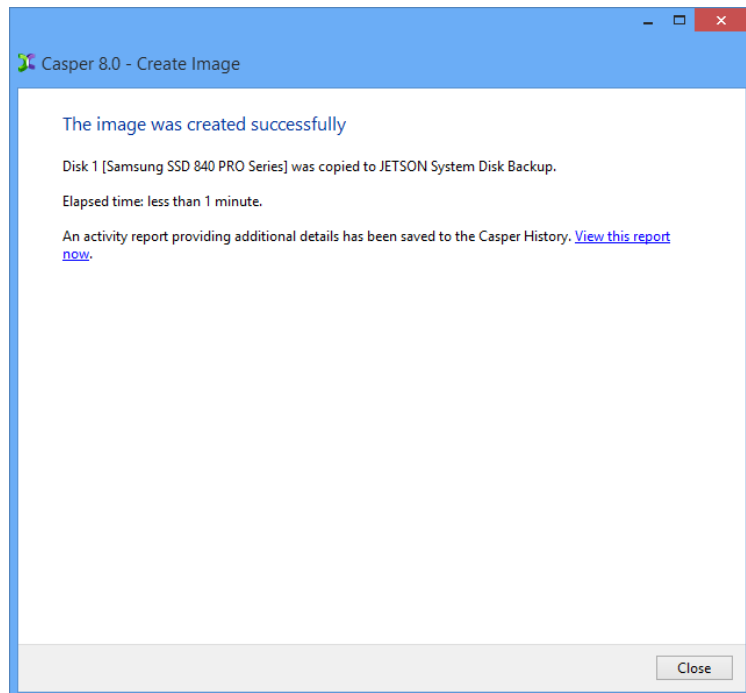 Casper 8.0 - Create Image
The image was created successfully
Disk 1 [Samsung SSD 840 PRO Series] was copied to JETSON System Disk Backup.
Elapsed time: less than 1 minute.
An activity report providing additional details has been saved to the Casper History. View this report
now.
Close